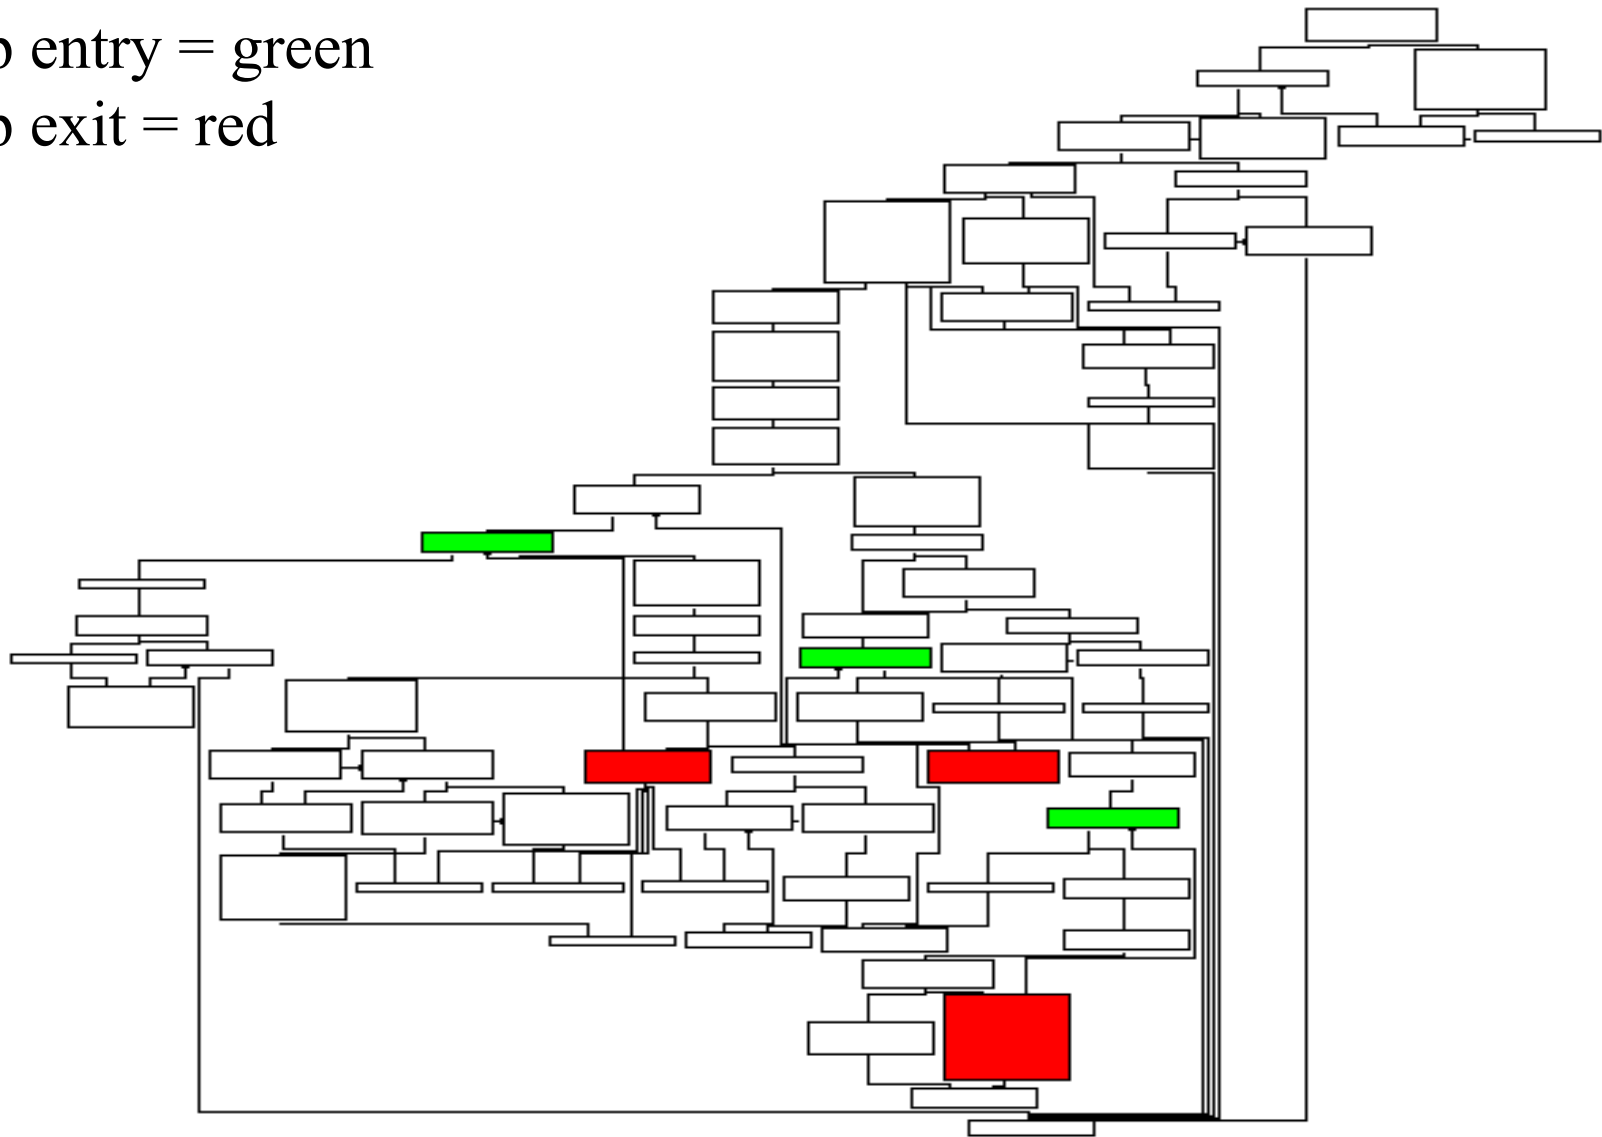 entry = green
exit = red